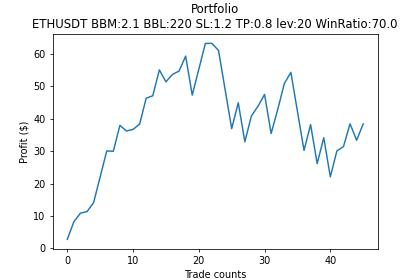 Portfolio
ETHUSDT BBM:2.1 BBL:220 SL:1.2 TP:0.8 lev:20 WinRatio:70.0
60
50
40
30
20
10
0
Profit ($)
0 10 20 30 40
Trade counts